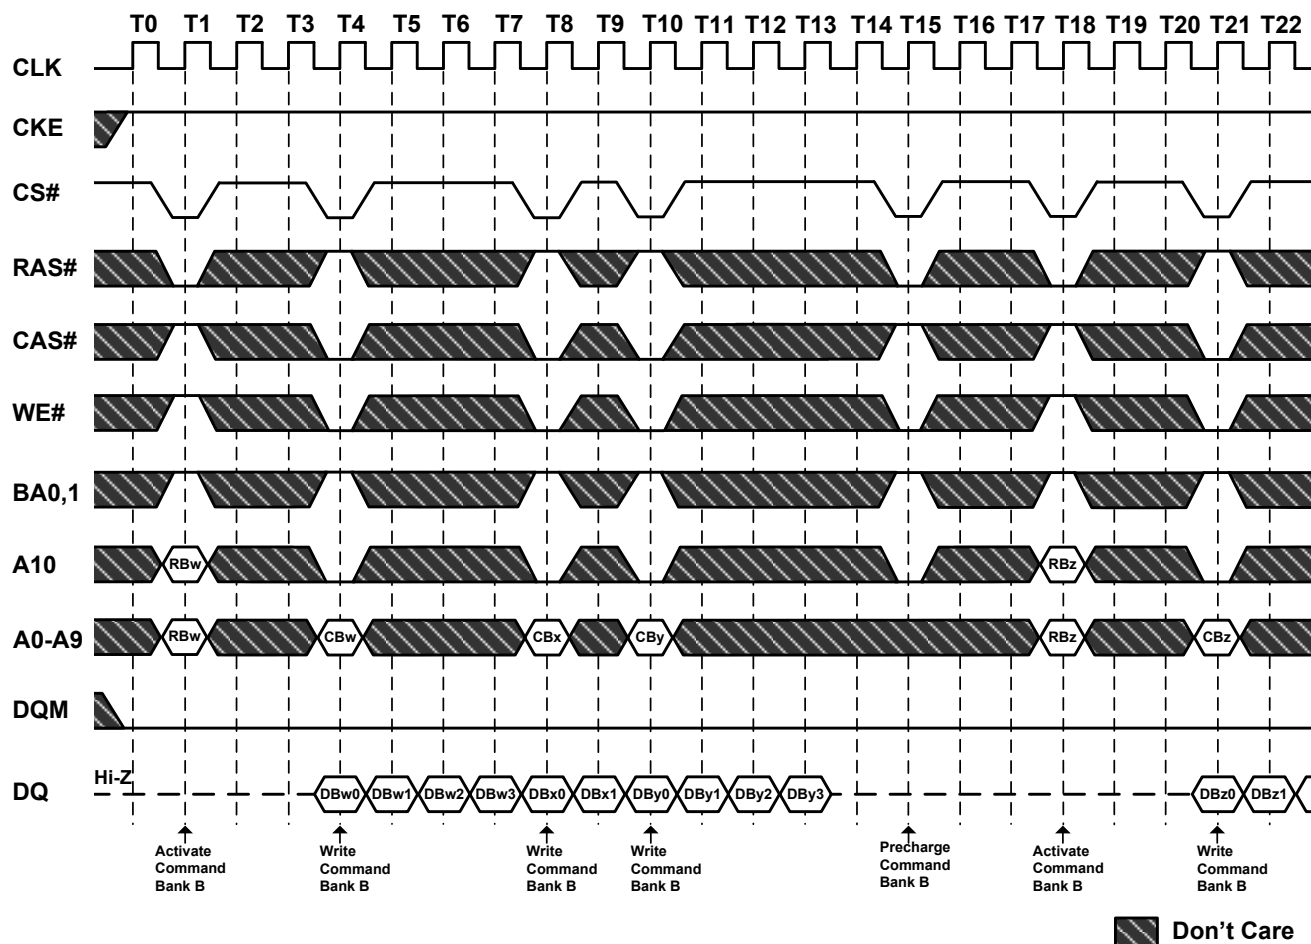 T0 T1 T2 T3 T4 T5 T6 T7 T8 T9 T10 T11 T12 T13 T14 T15 T16 T17 T18 T19 T20 T21 T22
CLK
CKE
CS#
RAS#
CAS#
WE#
BA0,1
A10 RBw RBz
A0-A9 RBw CBw CBx CBy RBz CBz
DQM
Hi-Z
DQ DBw0 DBw1 DBw2 DBw3 DBx0 DBx1 DBy0 DBy1 DBy2 DBy3 DBz0 DBz1
Activate
Command
Bank B
Write
Command
Bank B
Write
Command
Bank B
Write
Command
Bank B
Precharge
Command
Bank B
Activate
Command
Bank B
Write
Command
Bank B
Don't Care